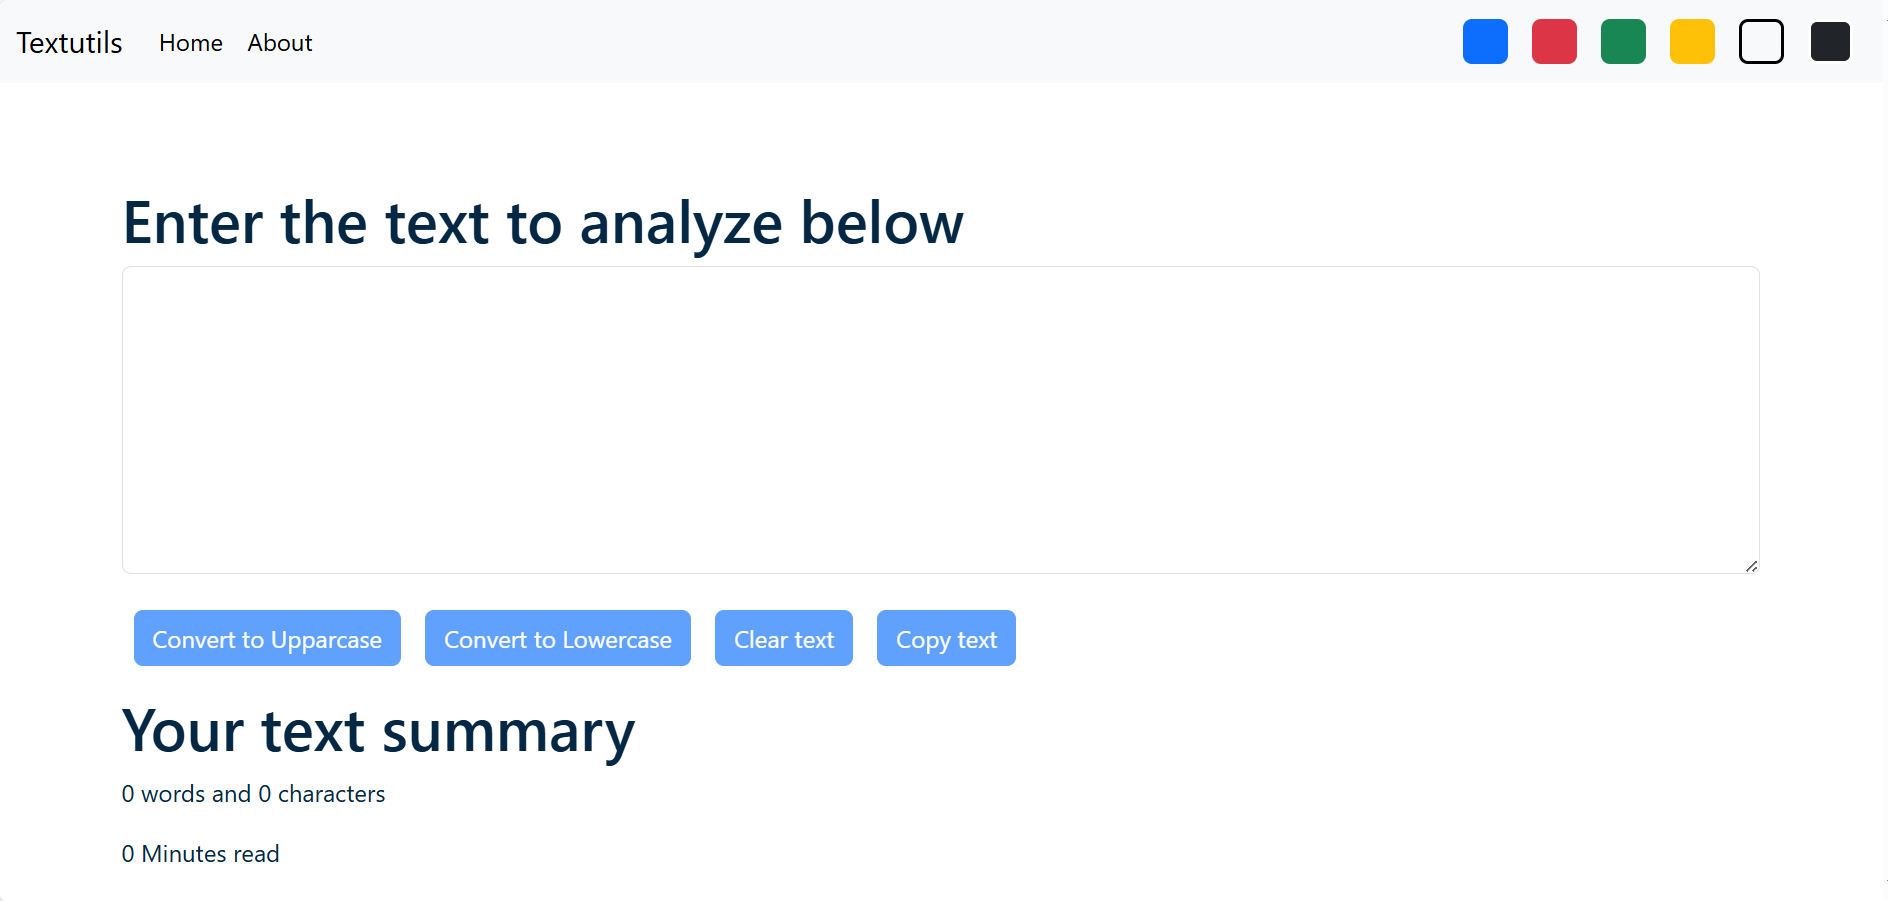 Textutils Home About
Enter the text to analyze below
Convert to Upparcase Convert to Lowercase Clear text Copy text
Your text summary
0 words and 0 characters
0 Minutes read